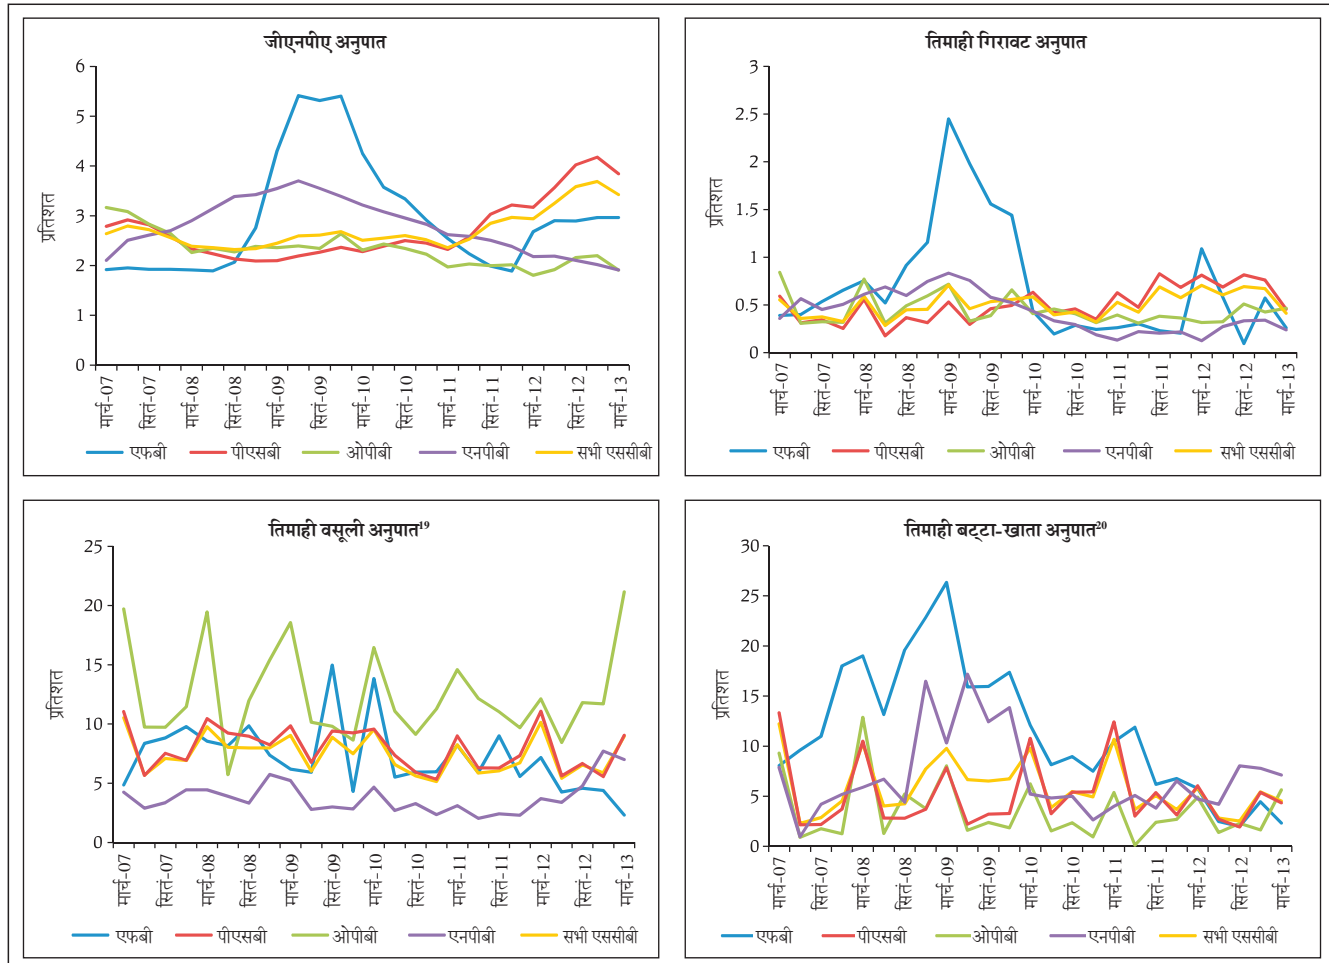 जीएनपीए अनुपात
प्रतिशत
6
5
4
3
2
1
0
मार्च-07
सितं-07
मार्च-08
सितं-08
मार्च-09
सितं-09
मार्च-10
सितं-10
मार्च-11
सितं-11
मार्च-12
सितं-12
मार्च-13
एफबी पीएसबी ओपीबी एनपीबी सभी एससीबी
तिमाही गिरावट अनुपात
प्रतिशत
3
2.5
2
1.5
1
0.5
0
मार्च-07
सितं-07
मार्च-08
सितं-08
मार्च-09
सितं-09
मार्च-10
सितं-10
मार्च-11
सितं-11
मार्च-12
सितं-12
मार्च-13
एफबी पीएसबी ओपीबी एनपीबी सभी एससीबी
तिमाही वसूली अनुपात¹⁹
प्रतिशत
25
20
15
10
5
0
मार्च-07
सितं-07
मार्च-08
सितं-08
मार्च-09
सितं-09
मार्च-10
सितं-10
मार्च-11
सितं-11
मार्च-12
सितं-12
मार्च-13
एफबी पीएसबी ओपीबी एनपीबी सभी एससीबी
तिमाही बट्टा-खाता अनुपात²⁰
प्रतिशत
30
25
20
15
10
5
0
मार्च-07
सितं-07
मार्च-08
सितं-08
मार्च-09
सितं-09
मार्च-10
सितं-10
मार्च-11
सितं-11
मार्च-12
सितं-12
मार्च-13
एफबी पीएसबी ओपीबी एनपीबी सभी एससीबी